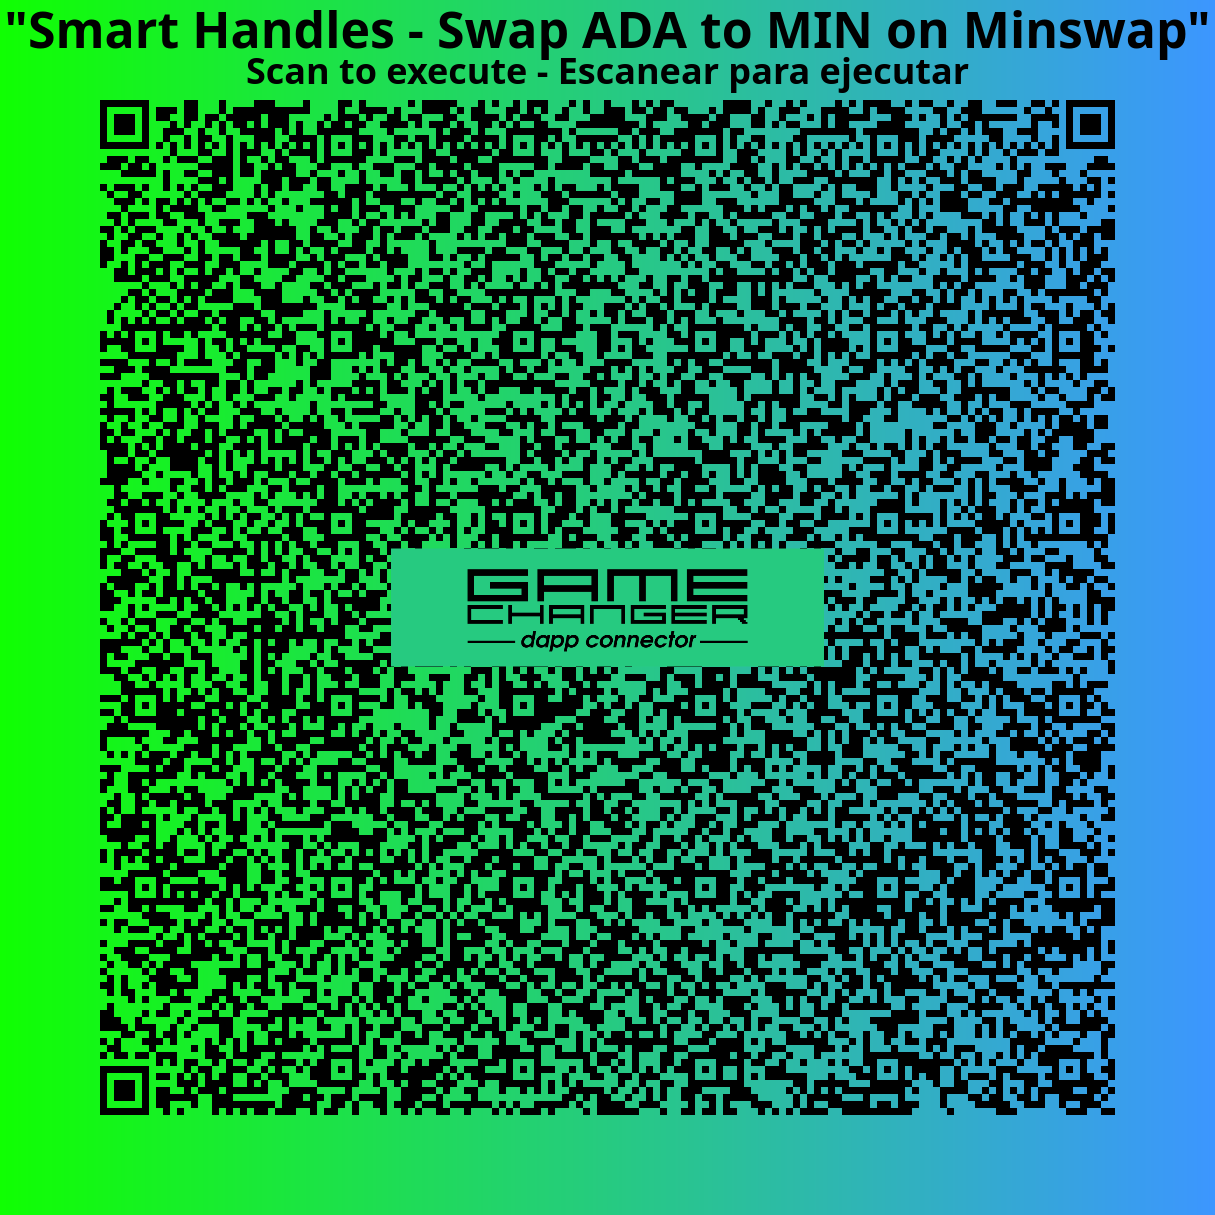 "Smart Handles - Swap ADA to MIN on Minswap"
Scan to execute - Escanear para ejecutar
GAME
CHANGER
dapp connector